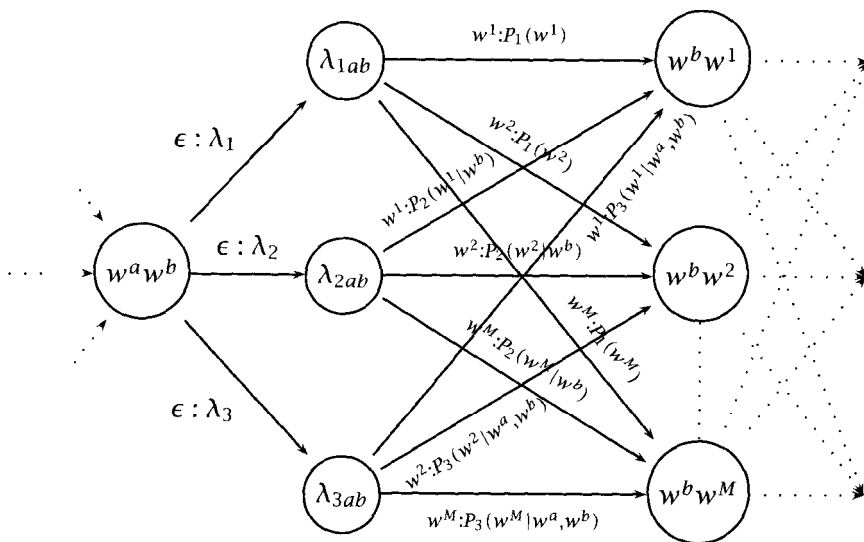 w¹:P₁(w¹)
λ₁ab
wᵇw¹
ϵ : λ₁
w²:P₁(w²)
w¹:P₂(w¹|wᵇ)
w¹:P₃(w¹|wᵃ,wᵇ)
wᵃwᵇ
ϵ : λ₂
λ₂ab
w²:P₂(w²|wᵇ)
wᵇw²
wᴹ:P₁(wᴹ)
wᴹ:P₂(wᴹ|wᵇ)
ϵ : λ₃
w²:P₃(w²|wᵃ,wᵇ)
λ₃ab
wᵇwᴹ
wᴹ:P₃(wᴹ|wᵃ,wᵇ)